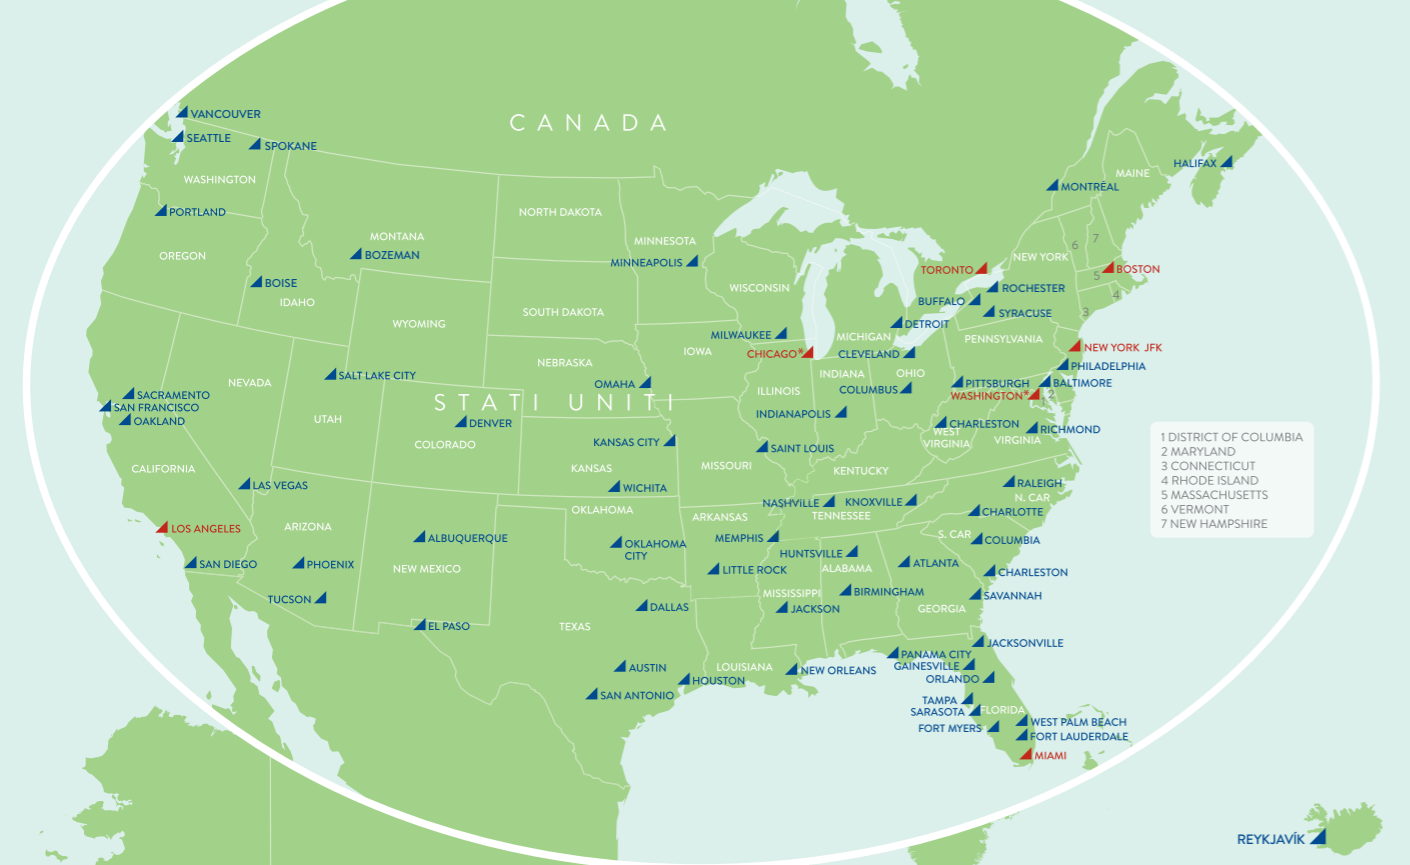 CANADA
VANCOUVER
SEATTLE
SPOKANE
WASHINGTON
HALIFAX
MAINE
MONTRÉAL
PORTLAND
NORTH DAKOTA
MONTANA
MINNESOTA
6
7
OREGON
BOZEMAN
MINNEAPOLIS
NEW YORK
TORONTO
BOSTON
5
BOISE
WISCONSIN
ROCHESTER
4
IDAHO
BUFFALO
SOUTH DAKOTA
SYRACUSE
3
WYOMING
DETROIT
MILWAUKEE
MICHIGAN
PENNSYLVANIA
NEW YORK JFK
IOWA
CHICAGO*
CLEVELAND
NEBRASKA
PHILADELPHIA
SALT LAKE CITY
INDIANA
OHIO
NEVADA
OMAHA
PITTSBURGH
BALTIMORE
SACRAMENTO
ILLINOIS
COLUMBUS
WASHINGTON*
2
STATI UNITI
SAN FRANCISCO
OAKLAND
UTAH
DENVER
INDIANAPOLIS
CHARLESTON
RICHMOND
WEST
VIRGINIA
VIRGINIA
COLORADO
KANSAS CITY
SAINT LOUIS
1 DISTRICT OF COLUMBIA
2 MARYLAND
3 CONNECTICUT
4 RHODE ISLAND
5 MASSACHUSETTS
6 VERMONT
7 NEW HAMPSHIRE
CALIFORNIA
KANSAS
MISSOURI
KENTUCKY
LAS VEGAS
WICHITA
RALEIGH
N. CAR
NASHVILLE
KNOXVILLE
OKLAHOMA
ARKANSAS
TENNESSEE
CHARLOTTE
LOS ANGELES
ARIZONA
ALBUQUERQUE
MEMPHIS
S. CAR
COLUMBIA
OKLAHOMA
CITY
HUNTSVILLE
SAN DIEGO
PHOENIX
NEW MEXICO
LITTLE ROCK
ALABAMA
ATLANTA
CHARLESTON
TUCSON
MISSISSIPPI
BIRMINGHAM
SAVANNAH
DALLAS
JACKSON
GEORGIA
EL PASO
TEXAS
JACKSONVILLE
PANAMA CITY
AUSTIN
LOUISIANA
NEW ORLEANS
GAINESVILLE
HOUSTON
ORLANDO
SAN ANTONIO
TAMPA
SARASOTA
FLORIDA
FORT MYERS
WEST PALM BEACH
FORT LAUDERDALE
MIAMI
REYKJAVÍK